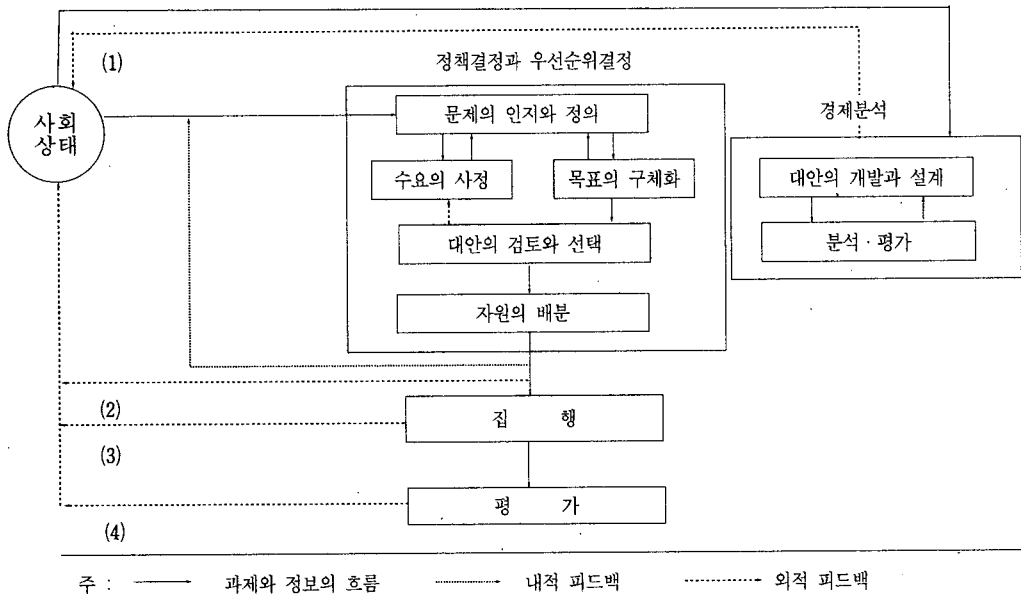 (1)
정책결정과 우선순위결정
사회
상태
문제의 인지와 정의
경제분석
수요의 사정
목표의 구체화
대안의 개발과 설계
대안의 검토와 선택
분석·평가
자원의 배분
(2)
집 행
(3)
평 가
(4)
주 : 과제와 정보의 흐름 내적 피드백 외적 피드백